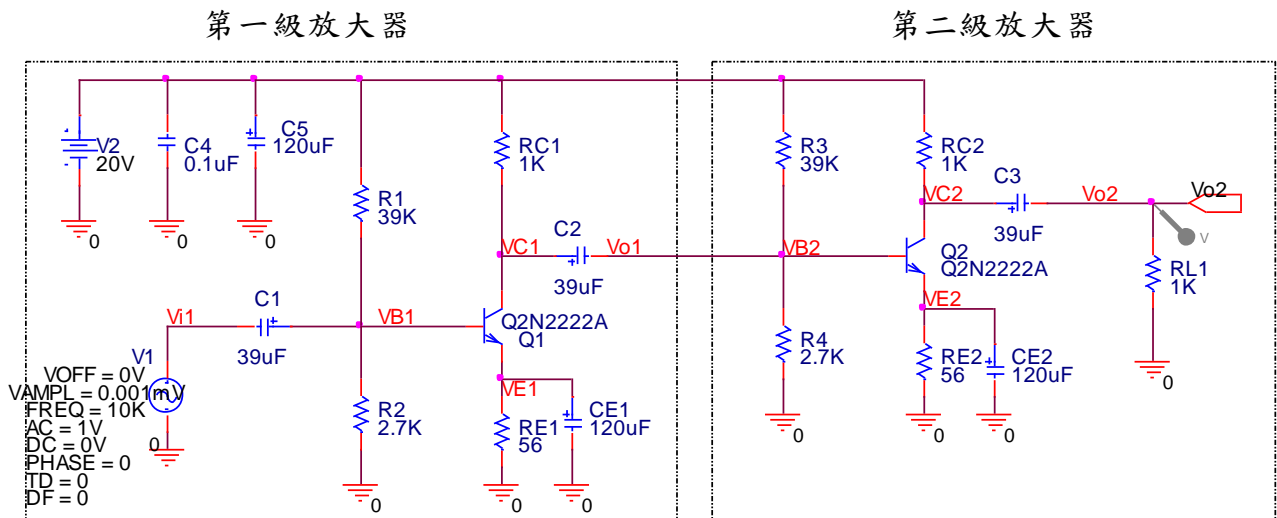 第一級放大器
第二級放大器
V2
20V
0
C4
0.1uF
0
C5
120uF
0
R1
39K
RC1
1K
VC1
C2
39uF
Vo1
Vi1
C1
39uF
VB1
Q2N2222A
Q1
V1
VOFF = 0V
VAMPL = 0.001mV
FREQ = 10K
AC = 1V
DC = 0V
PHASE = 0
TD = 0
DF = 0
0
R2
2.7K
0
VE1
RE1
56
0
CE1
120uF
R3
39K
RC2
1K
VC2
C3
39uF
Vo2
Vo2
V
VB2
Q2
Q2N2222A
RL1
1K
0
R4
2.7K
0
VE2
RE2
56
0
CE2
120uF
0